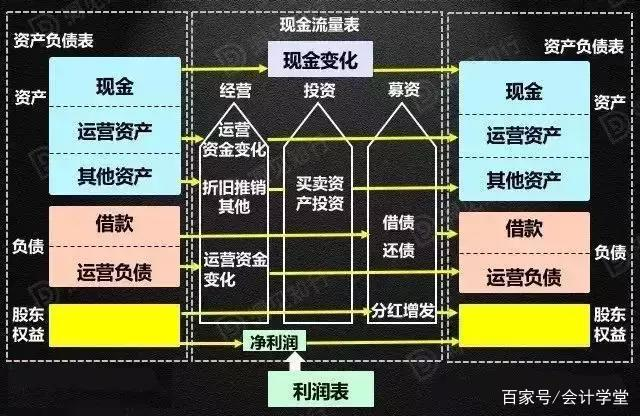 资产负债表
现金流量表
资产负债表
资产
现金
运营资产
其他资产
负债
借款
运营负债
股东
权益
现金变化
经营
投资
募资
运营
资金变化
折旧推销
其他
运营资金
变化
买卖资
产投资
借债
还债
分红增发
净利润
利润表
现金
运营资产
其他资产
资产
借款
运营负债
负债
股东
权益
百家号/会计学堂